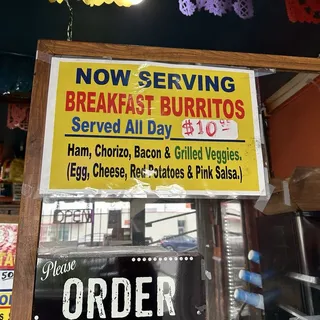 NOW SERVING
BREAKFAST BURRITOS
Served All Day $10.00
Ham, Chorizo, Bacon & Grilled Veggies.
(Egg, Cheese, Red Potatoes & Pink Salsa.)
OPEN
Please
ORDER
50